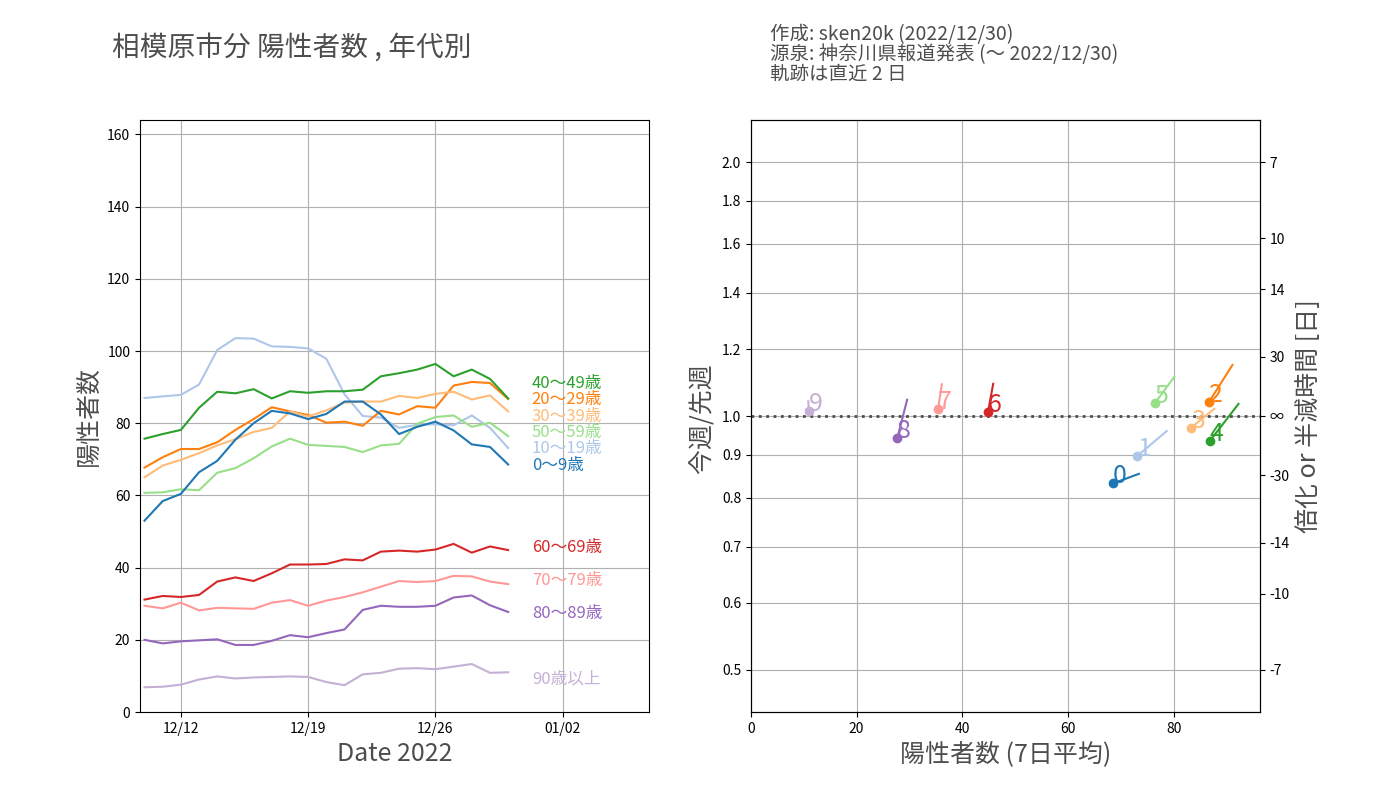 相模原市分 陽性者数 , 年代別
作成: sken20k (2022/12/30)
源泉: 神奈川県報道発表 (〜 2022/12/30)
軌跡は直近 2 日
陽性者数
160
140
120
100
80
60
40
20
0
12/12
12/19
12/26
01/02
Date 2022
40〜49歳
20〜29歳
30〜39歳
50〜59歳
10〜19歳
0〜9歳
60〜69歳
70〜79歳
80〜89歳
90歳以上
今週/先週
2.0
1.8
1.6
1.4
1.2
1.0
0.9
0.8
0.7
0.6
0.5
0
20
40
60
80
陽性者数 (7日平均)
9
8
7
6
5
2
3
4
1
0
7
10
14
30
∞
-30
-14
-10
-7
倍化 or 半減時間 [日]